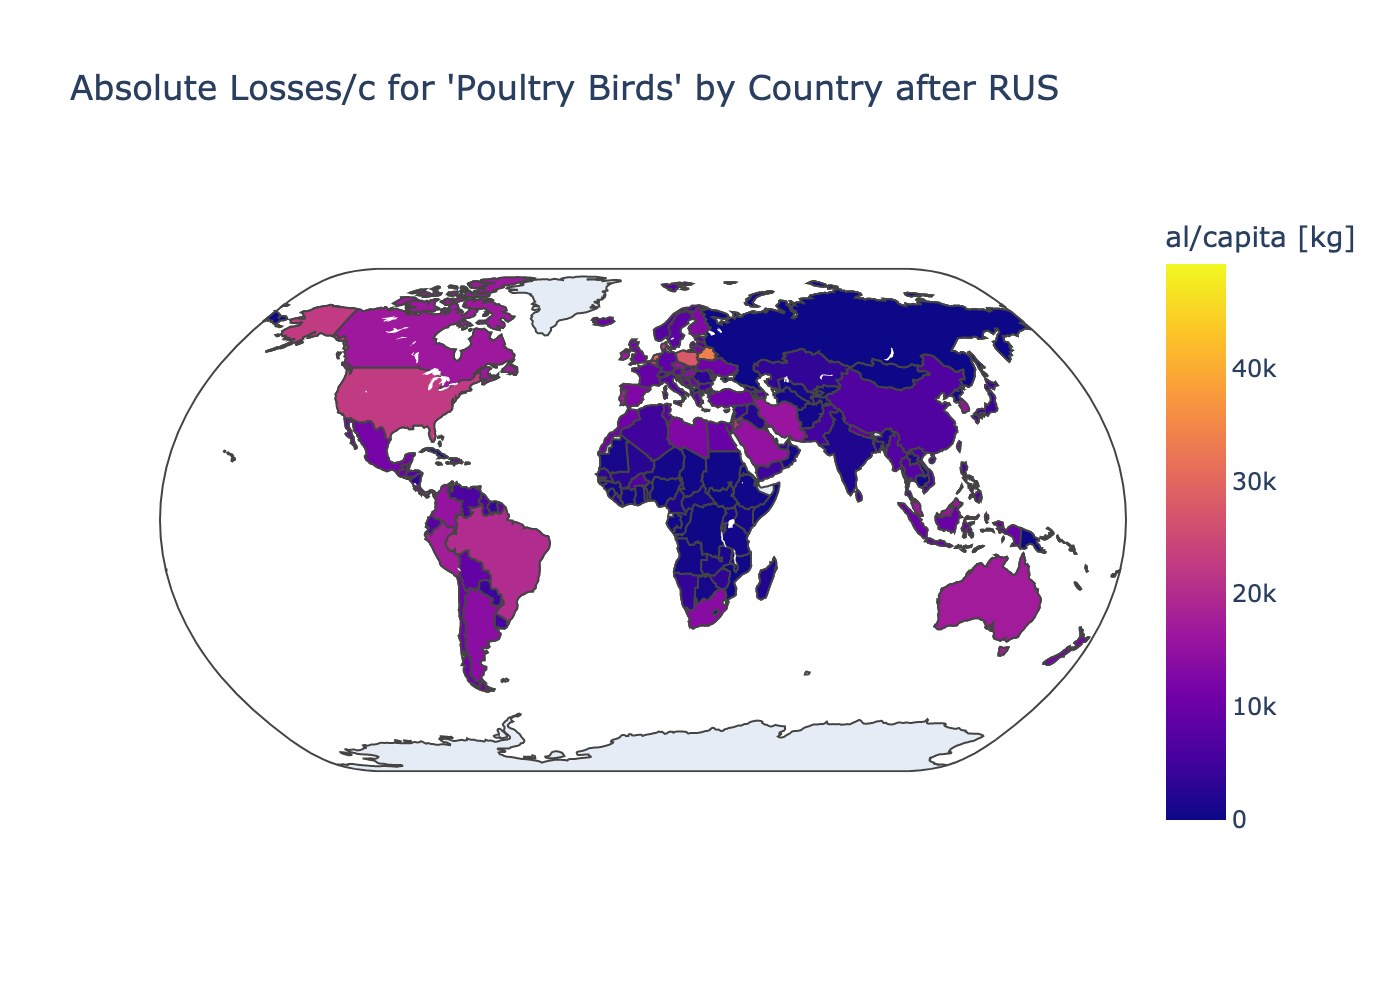 Absolute Losses/c for 'Poultry Birds' by Country after RUS
al/capita [kg]
40k
30k
20k
10k
0